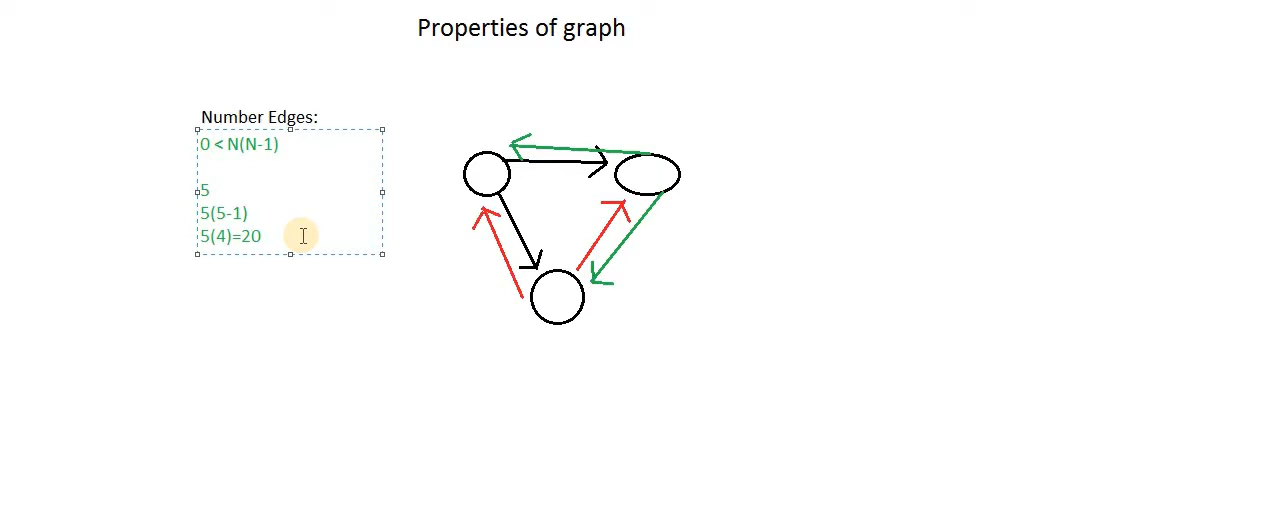 Properties of graph
Number Edges:
0 < N(N-1)
5
5(5-1)
5(4)=20